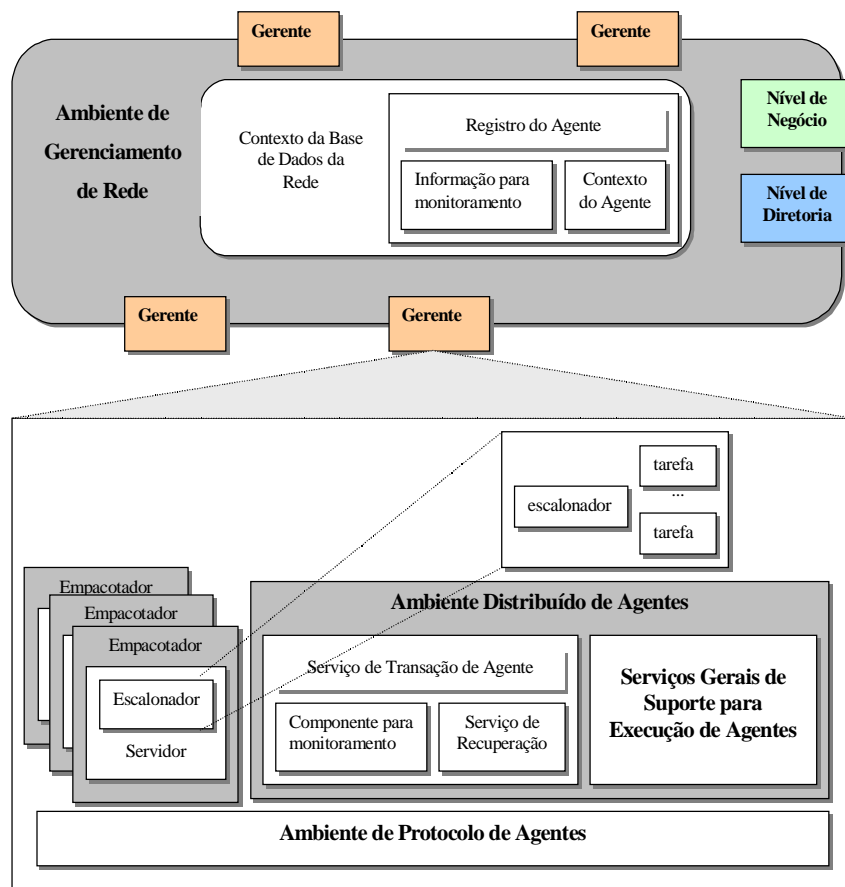 Gerente
Gerente
Ambiente de
Gerenciamento
de Rede
Contexto da Base
de Dados da
Rede
Registro do Agente
Informação para
monitoramento
Contexto
do Agente
Nível de
Negócio
Nível de
Diretoria
Gerente
Gerente
escalonador
tarefa
...
tarefa
Empacotador
Empacotador
Empacotador
Escalonador
Servidor
Ambiente Distribuído de Agentes
Serviço de Transação de Agente
Componente para
monitoramento
Serviço de
Recuperação
Serviços Gerais de
Suporte para
Execução de Agentes
Ambiente de Protocolo de Agentes